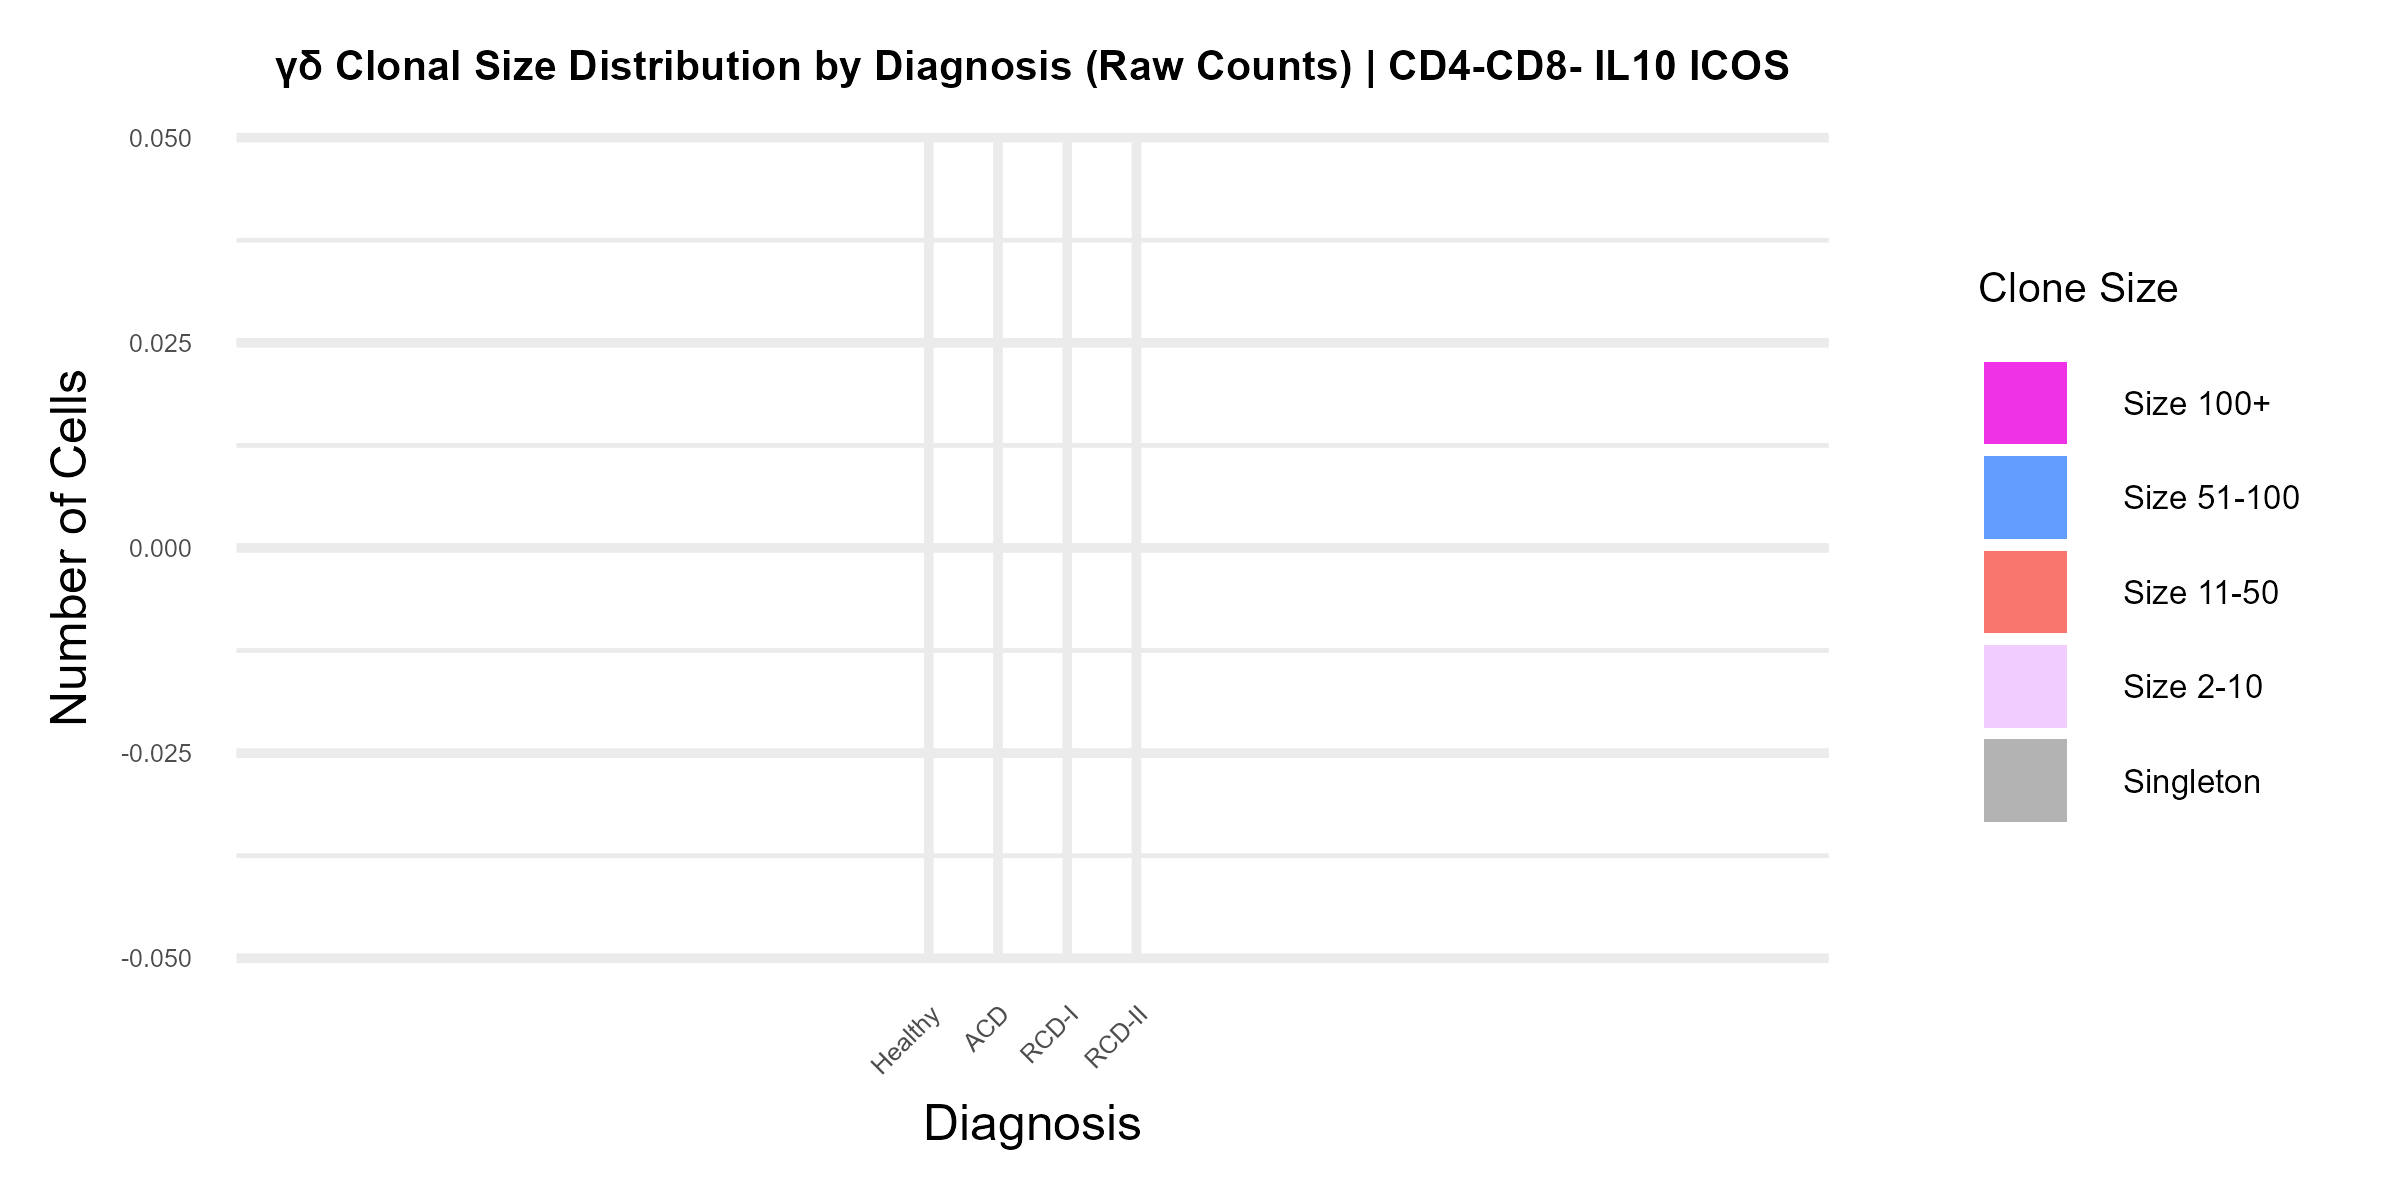 γδ Clonal Size Distribution by Diagnosis (Raw Counts) | CD4-CD8- IL10 ICOS
0.050
0.025
0.000
-0.025
-0.050
Number of Cells
Healthy
ACD
RCD-I
RCD-II
Diagnosis
Clone Size
Size 100+
Size 51-100
Size 11-50
Size 2-10
Singleton